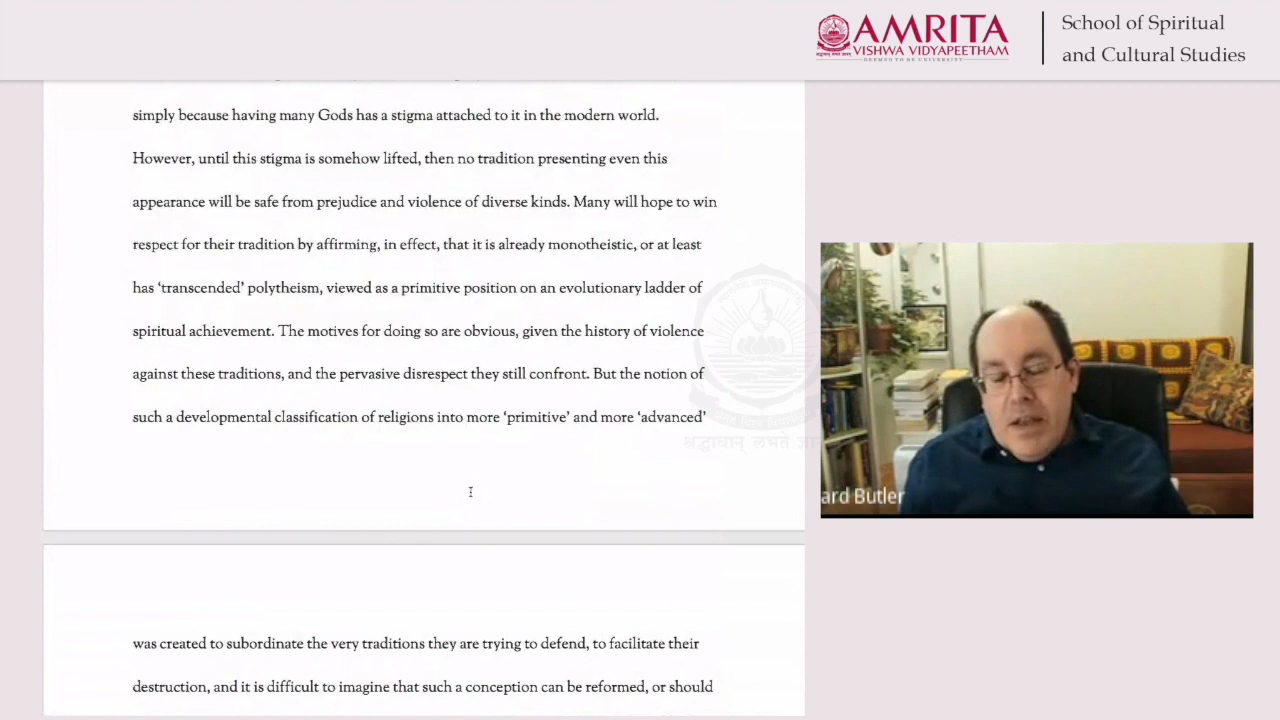 AMRITA
VISHWA VIDYAPEETHAM
DEEMED TO BE UNIVERSITY
School of Spiritual
and Cultural Studies
simply because having many Gods has a stigma attached to it in the modern world.
However, until this stigma is somehow lifted, then no tradition presenting even this
appearance will be safe from prejudice and violence of diverse kinds. Many will hope to win
respect for their tradition by affirming, in effect, that it is already monotheistic, or at least
has ‘transcended’ polytheism, viewed as a primitive position on an evolutionary ladder of
spiritual achievement. The motives for doing so are obvious, given the history of violence
against these traditions, and the pervasive disrespect they still confront. But the notion of
such a developmental classification of religions into more ‘primitive’ and more ‘advanced’
श्रद्धावान् लभते
was created to subordinate the very traditions they are trying to defend, to facilitate their
destruction, and it is difficult to imagine that such a conception can be reformed, or should
ard Butler